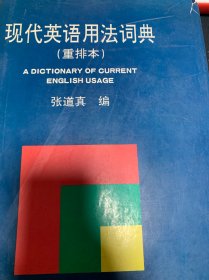 现代英语用法词典
(重排本)
A DICTIONARY OF CURRENT
ENGLISH USAGE
张道真 编